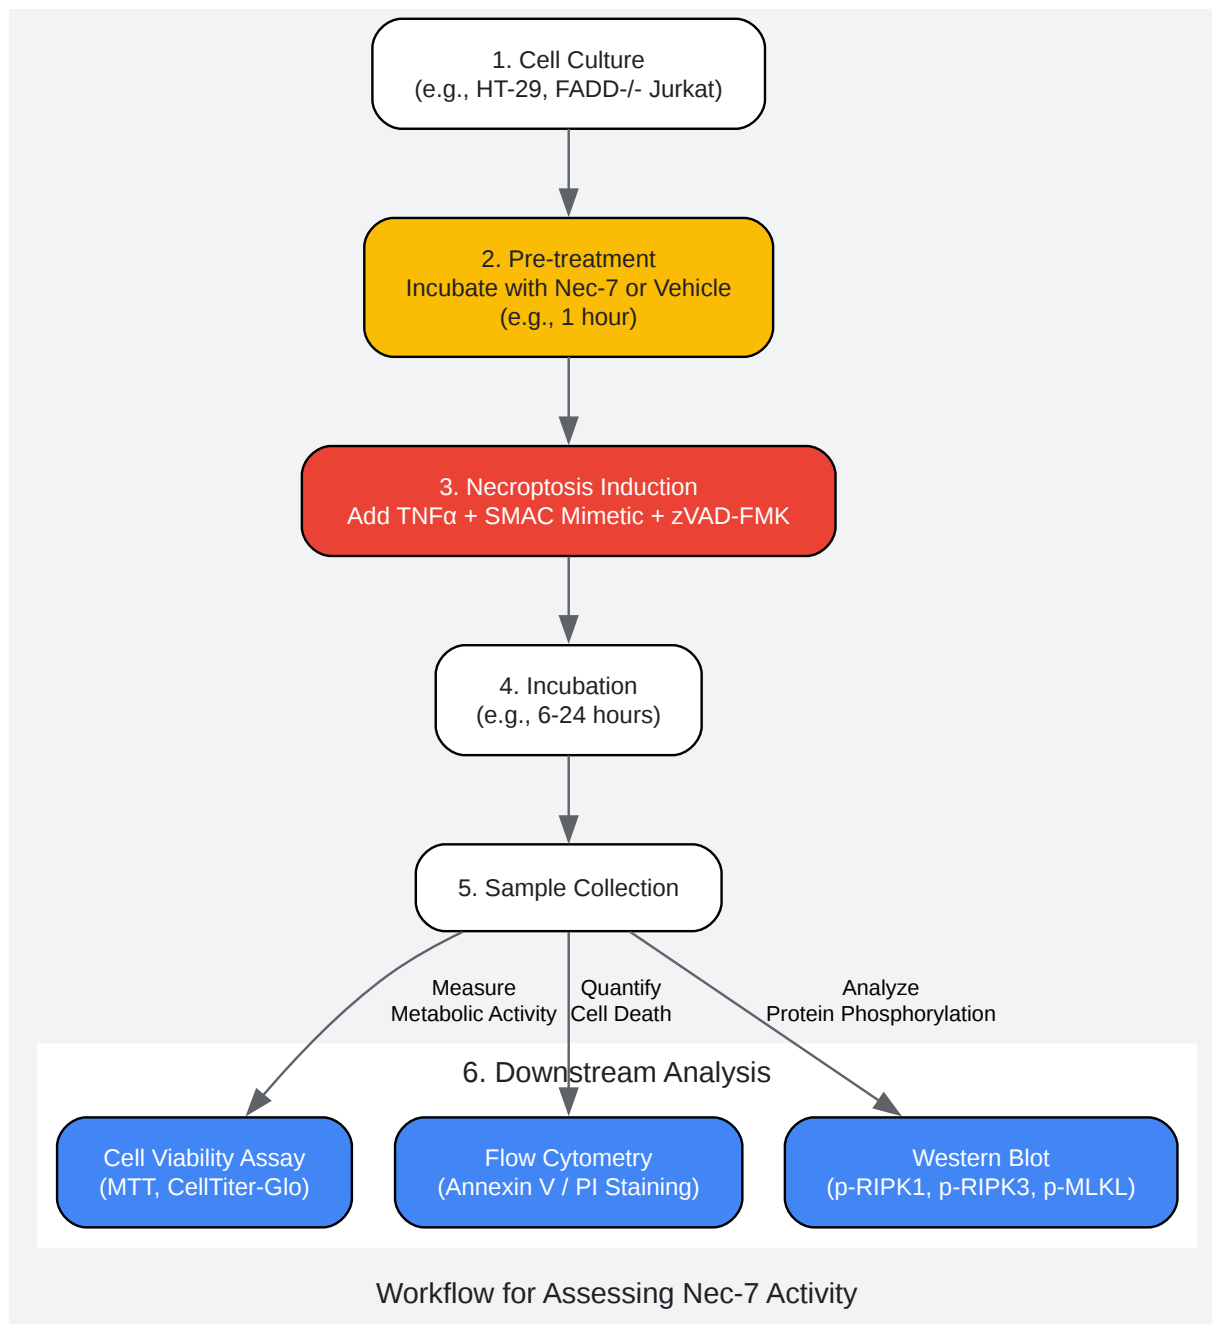 1. Cell Culture
(e.g., HT-29, FADD-/- Jurkat)
2. Pre-treatment
Incubate with Nec-7 or Vehicle
(e.g., 1 hour)
3. Necroptosis Induction
Add TNFα + SMAC Mimetic + zVAD-FMK
4. Incubation
(e.g., 6-24 hours)
5. Sample Collection
Measure
Metabolic Activity
Quantify
Cell Death
Analyze
Protein Phosphorylation
6. Downstream Analysis
Cell Viability Assay
(MTT, CellTiter-Glo)
Flow Cytometry
(Annexin V / PI Staining)
Western Blot
(p-RIPK1, p-RIPK3, p-MLKL)
Workflow for Assessing Nec-7 Activity